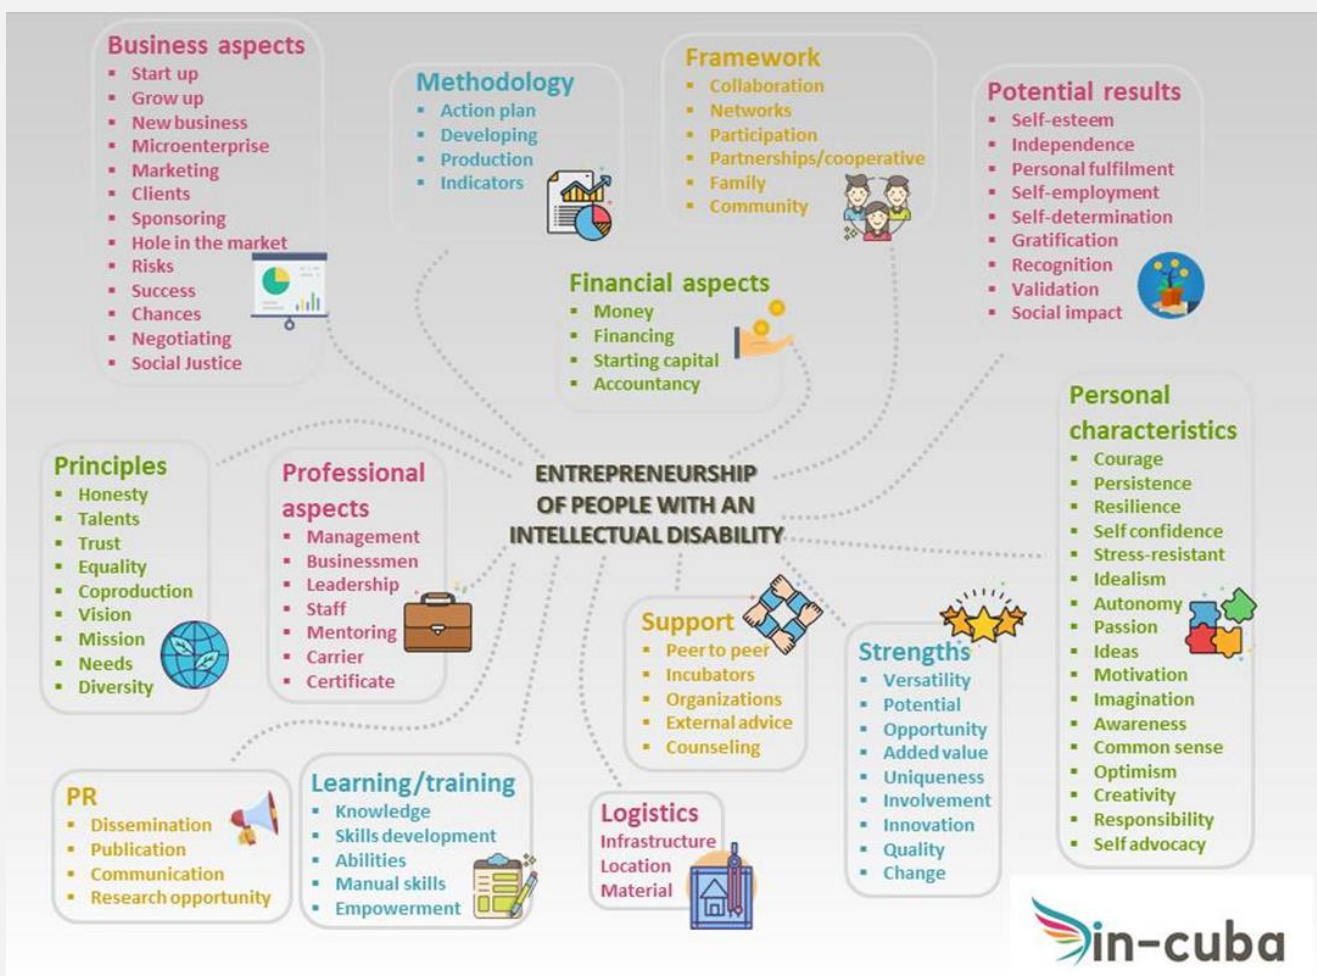 Business aspects
Start up
Grow up
New business
Microenterprise
Marketing
Clients
Sponsoring
Hole in the market
Risks
Success
Chances
Negotiating
Social Justice
Methodology
Action plan
Developing
Production
Indicators
Framework
Collaboration
Networks
Participation
Partnerships/cooperative
Family
Community
Potential results
Self-esteem
Independence
Personal fulfilment
Self-employment
Self-determination
Gratification
Recognition
Validation
Social impact
Financial aspects
Money
Financing
Starting capital
Accountancy
Personal
characteristics
Courage
Persistence
Resilience
Self confidence
Stress-resistant
Idealism
Autonomy
Passion
Ideas
Motivation
Imagination
Awareness
Common sense
Optimism
Creativity
Responsibility
Self advocacy
Principles
Honesty
Talents
Trust
Equality
Coproduction
Vision
Mission
Needs
Diversity
Professional
aspects
Management
Businessmen
Leadership
Staff
Mentoring
Carrier
Certificate
ENTREPRENEURSHIP
OF PEOPLE WITH AN
INTELLECTUAL DISABILITY
Support
Peer to peer
Incubators
Organizations
External advice
Counseling
Strengths
Versatility
Potential
Opportunity
Added value
Uniqueness
Involvement
Innovation
Quality
Change
PR
Dissemination
Publication
Communication
Research opportunity
Learning/training
Knowledge
Skills development
Abilities
Manual skills
Empowerment
Logistics
Infrastructure
Location
Material
in-cuba